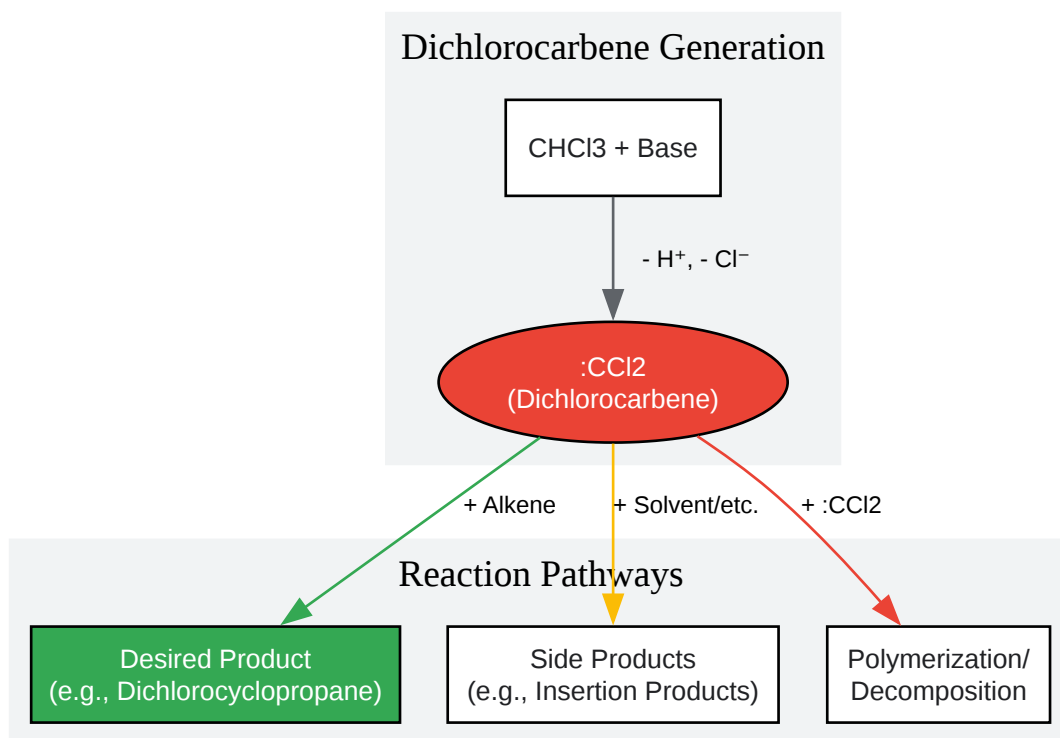 Dichlorocarbene Generation
CHCl3 + Base
- H⁺, - Cl⁻
:CCl2
(Dichlorocarbene)
+ Alkene
+ Solvent/etc.
+ :CCl2
Reaction Pathways
Desired Product
(e.g., Dichlorocyclopropane)
Side Products
(e.g., Insertion Products)
Polymerization/
Decomposition